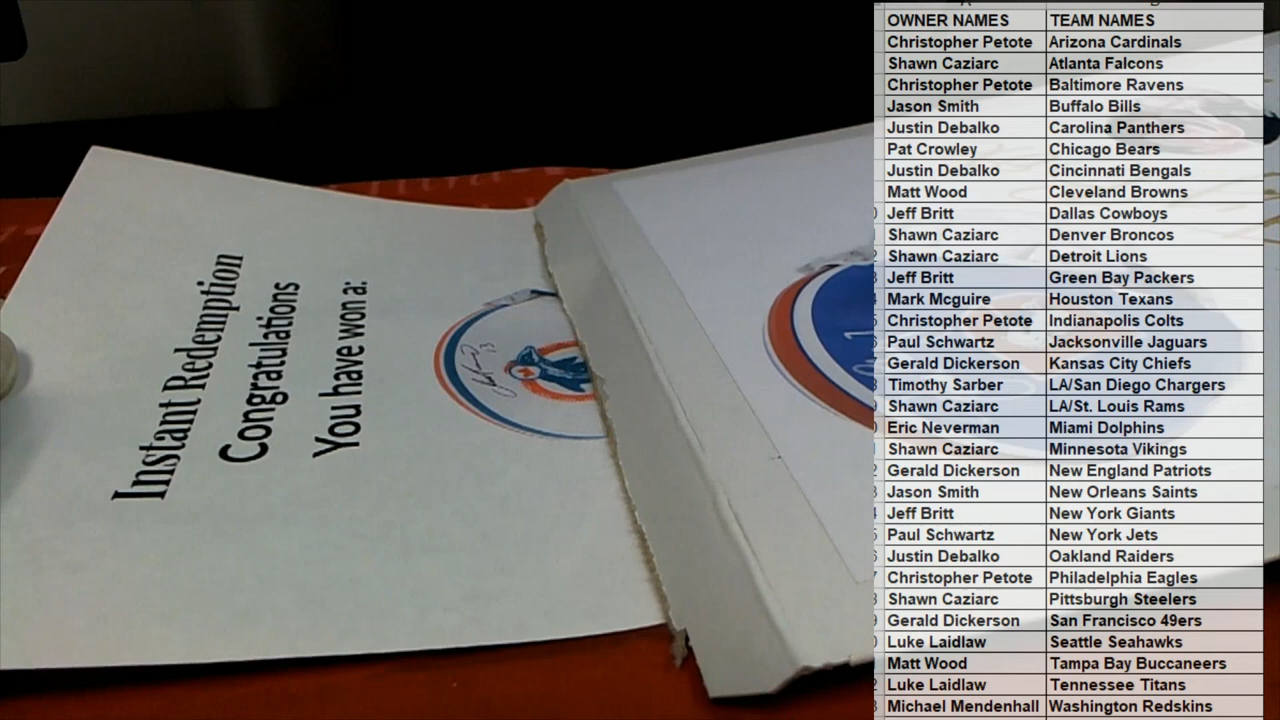 Instant Redemption
Congratulations
You have won a:
OWNER NAMES TEAM NAMES
Christopher Petote Arizona Cardinals
Shawn Caziarc Atlanta Falcons
Christopher Petote Baltimore Ravens
Jason Smith Buffalo Bills
Justin Debalko Carolina Panthers
Pat Crowley Chicago Bears
Justin Debalko Cincinnati Bengals
Matt Wood Cleveland Browns
Jeff Britt Dallas Cowboys
Shawn Caziarc Denver Broncos
Shawn Caziarc Detroit Lions
Jeff Britt Green Bay Packers
Mark Mcguire Houston Texans
Christopher Petote Indianapolis Colts
Paul Schwartz Jacksonville Jaguars
Gerald Dickerson Kansas City Chiefs
Timothy Sarber LA/San Diego Chargers
Shawn Caziarc LA/St. Louis Rams
Eric Neverman Miami Dolphins
Shawn Caziarc Minnesota Vikings
Gerald Dickerson New England Patriots
Jason Smith New Orleans Saints
Jeff Britt New York Giants
Paul Schwartz New York Jets
Justin Debalko Oakland Raiders
Christopher Petote Philadelphia Eagles
Shawn Caziarc Pittsburgh Steelers
Gerald Dickerson San Francisco 49ers
Luke Laidlaw Seattle Seahawks
Matt Wood Tampa Bay Buccaneers
Luke Laidlaw Tennessee Titans
Michael Mendenhall Washington Redskins